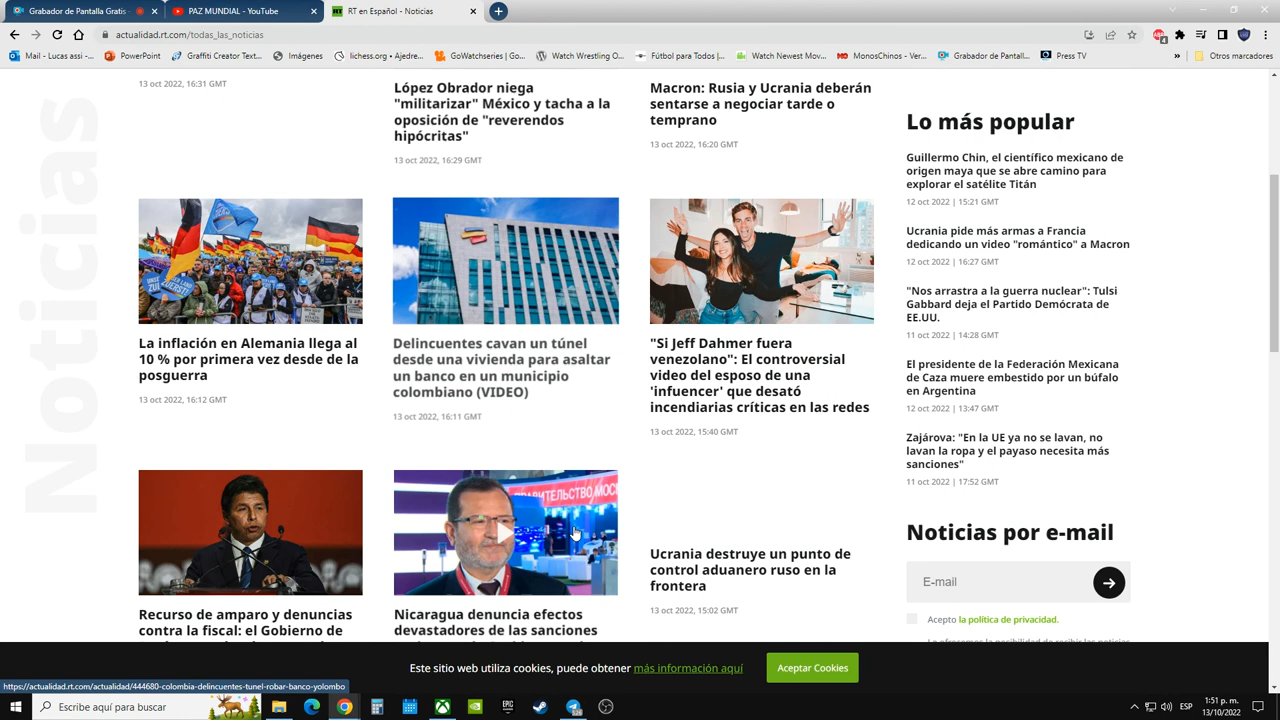 Grabador de Pantalla Gratis
PAZ MUNDIAL - YouTube
RT en Español - Noticias
actualidad.rt.com/todas_las_noticias
Mail - Lucas assi -...
PowerPoint
Graffiti Creator Text...
Imágenes
lichess.org • Ajedre...
GoWatchseries | Go...
Watch Wrestling O...
Fútbol para Todos |...
Watch Newest Mov...
MonosChinos - Ver...
Grabador de Pantall...
Press TV
»
Otros marcadores
Noticias
13 oct 2022, 16:31 GMT
López Obrador niega
"militarizar" México y tacha a la
oposición de "reverendos
hipócritas"
13 oct 2022, 16:29 GMT
Macron: Rusia y Ucrania deberán
sentarse a negociar tarde o
temprano
13 oct 2022, 16:20 GMT
La inflación en Alemania llega al
10 % por primera vez desde de la
posguerra
13 oct 2022, 16:12 GMT
Delincuentes cavan un túnel
desde una vivienda para asaltar
un banco en un municipio
colombiano (VIDEO)
13 oct 2022, 16:11 GMT
"Si Jeff Dahmer fuera
venezolano": El controversial
video del esposo de una
'infuencer' que desató
incendiarias críticas en las redes
13 oct 2022, 15:40 GMT
Recurso de amparo y denuncias
contra la fiscal: el Gobierno de
ПРАВИТЕЛЬСТВО МОС
Nicaragua denuncia efectos
devastadores de las sanciones
Ucrania destruye un punto de
control aduanero ruso en la
frontera
13 oct 2022, 15:02 GMT
Lo más popular
Guillermo Chin, el científico mexicano de
origen maya que se abre camino para
explorar el satélite Titán
12 oct 2022 | 15:21 GMT
Ucrania pide más armas a Francia
dedicando un video "romántico" a Macron
12 oct 2022 | 16:27 GMT
"Nos arrastra a la guerra nuclear": Tulsi
Gabbard deja el Partido Demócrata de
EE.UU.
11 oct 2022 | 14:28 GMT
El presidente de la Federación Mexicana
de Caza muere embestido por un búfalo
en Argentina
12 oct 2022 | 13:47 GMT
Zajárova: "En la UE ya no se lavan, no
lavan la ropa y el payaso necesita más
sanciones"
11 oct 2022 | 17:52 GMT
Noticias por e-mail
E-mail
Acepto la política de privacidad.
Le ofrecemos la posibilidad de recibir las noticias
Este sitio web utiliza cookies, puede obtener más información aquí
Aceptar Cookies
https://actualidad.rt.com/actualidad/444680-colombia-delincuentes-tunel-robar-banco-yolombo
Escribe aquí para buscar
ESP
1:51 p. m.
13/10/2022